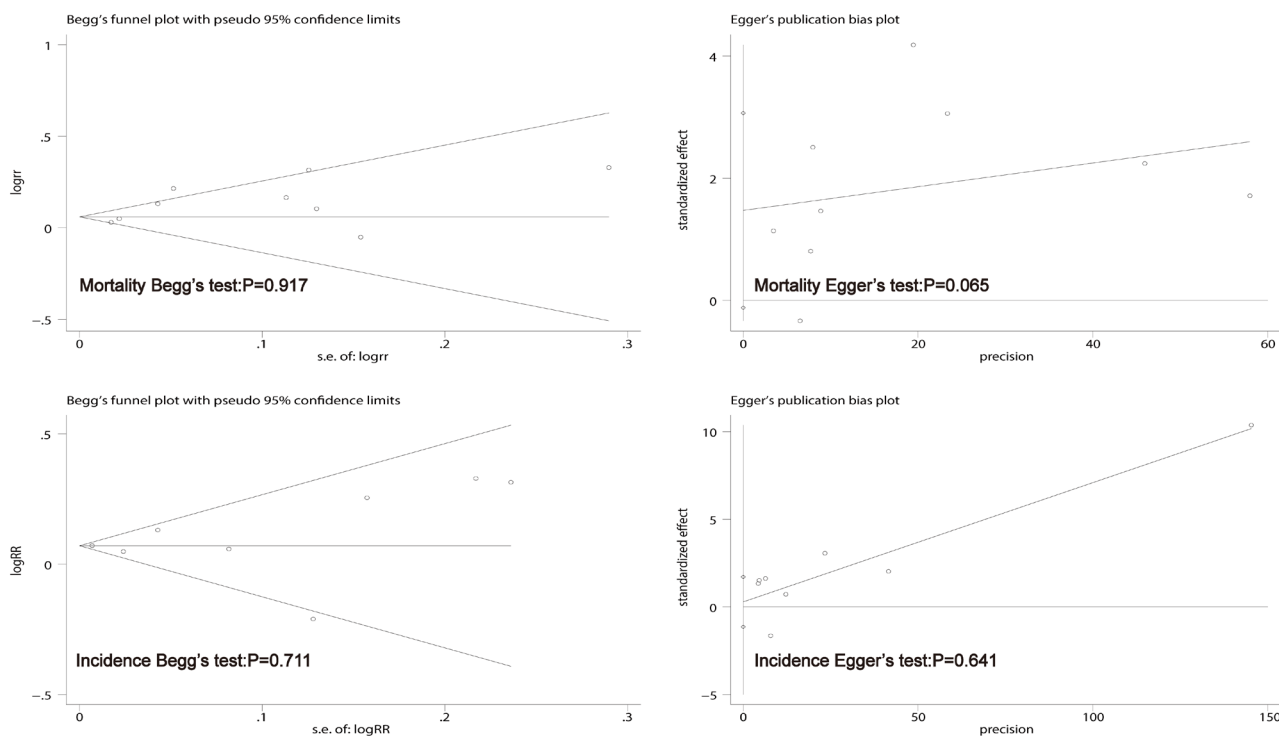 Begg's funnel plot with pseudo 95% confidence limits
logrr
1
.5
0
−.5
Mortality Begg's test:P=0.917
0 .1 .2 .3
s.e. of: logrr
Egger's publication bias plot
standardized effect
4
2
0
Mortality Egger's test:P=0.065
0 20 40 60
precision
Begg's funnel plot with pseudo 95% confidence limits
logRR
.5
0
−.5
Incidence Begg's test:P=0.711
0 .1 .2 .3
s.e. of: logRR
Egger's publication bias plot
standardized effect
10
5
0
−5
Incidence Egger's test:P=0.641
0 50 100 150
precision